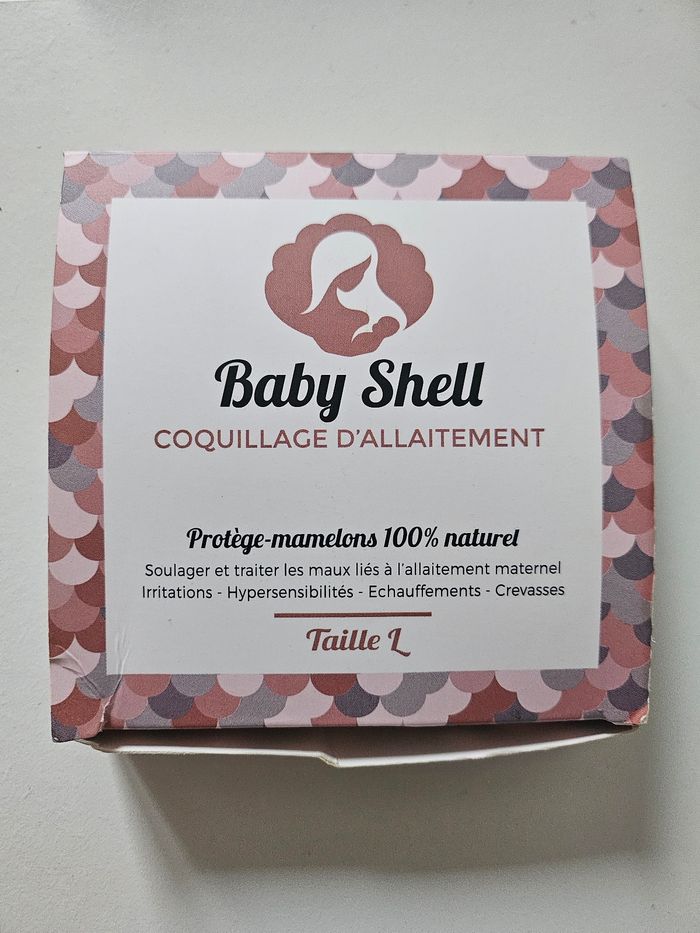 Baby Shell
COQUILLAGE D'ALLAITEMENT
Protège-mamelons 100% naturel
Soulager et traiter les maux liés à l'allaitement maternel
Irritations - Hypersensibilités - Echauffements - Crevasses
Taille L